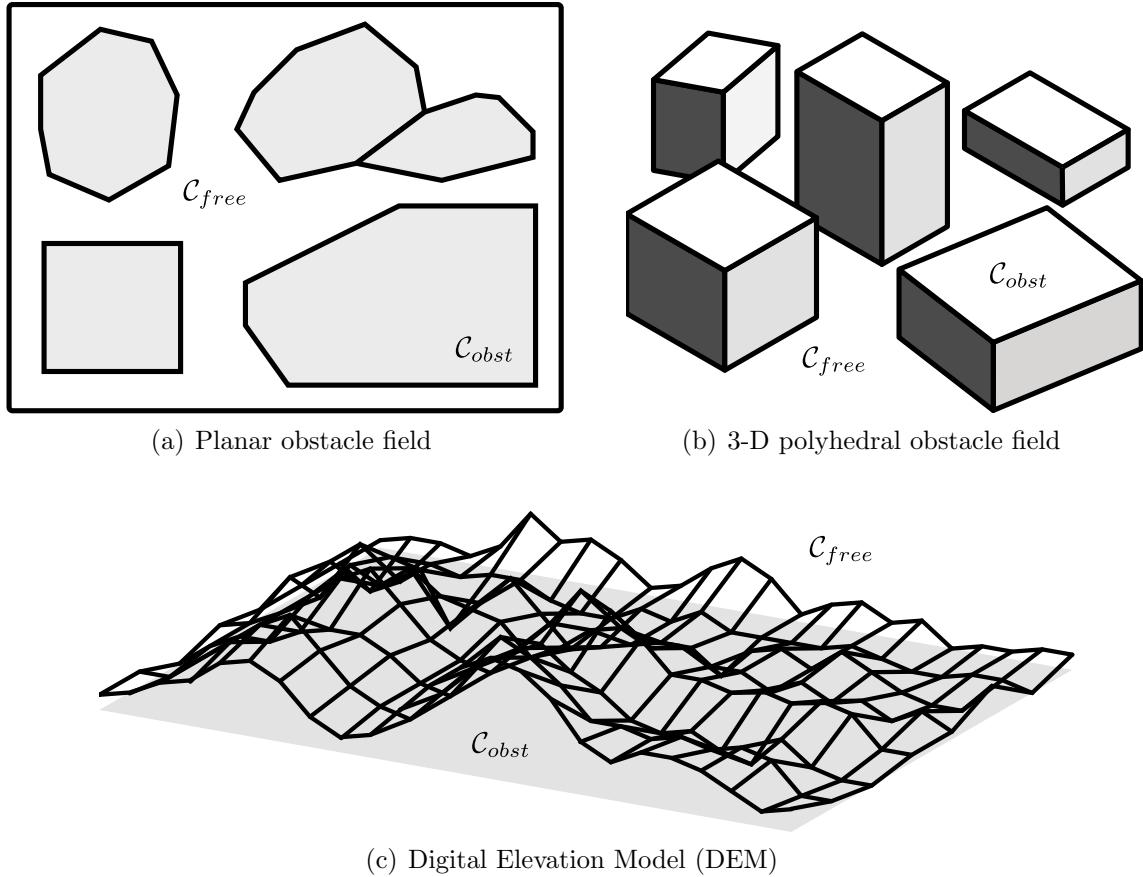 C_free
C_obst
(a) Planar obstacle field
C_obst
C_free
(b) 3-D polyhedral obstacle field
C_free
C_obst
(c) Digital Elevation Model (DEM)